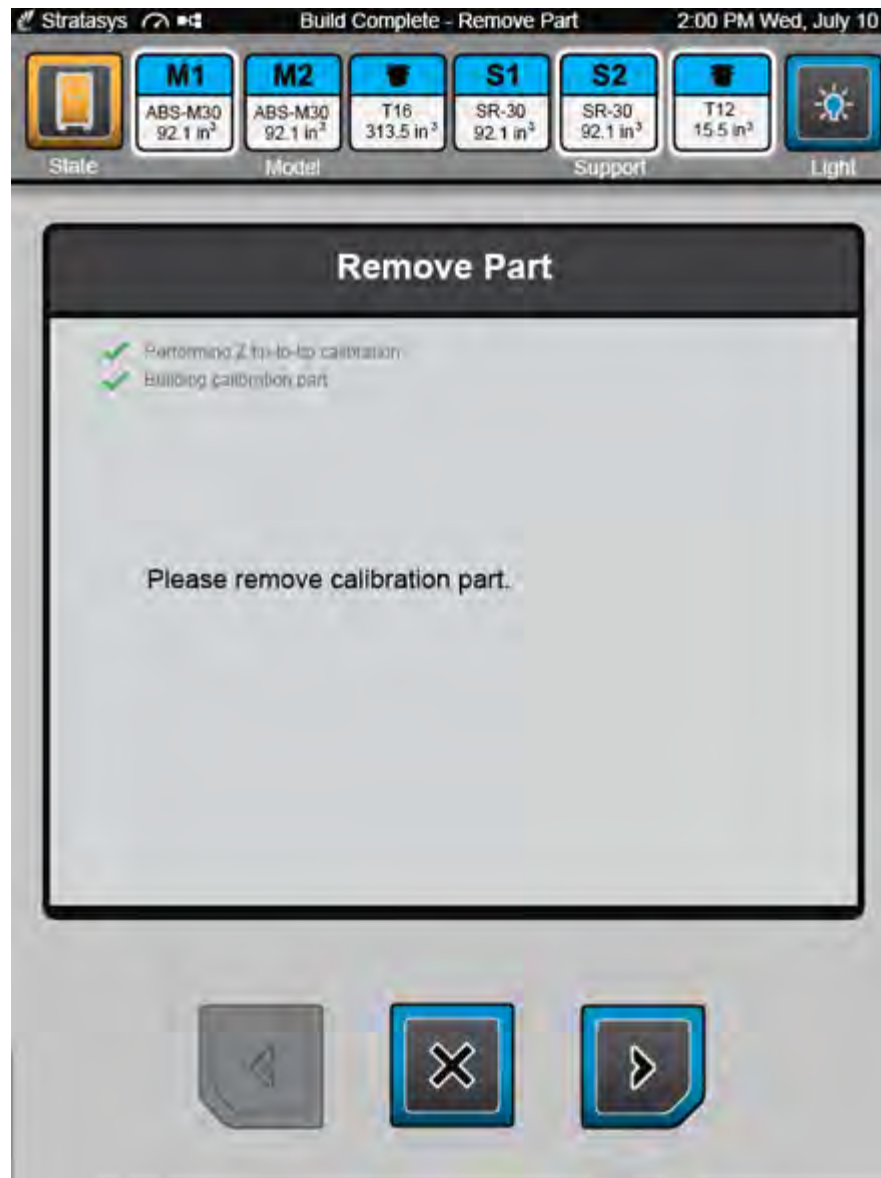 Stratasys Build Complete - Remove Part 2:00 PM Wed, July 10
M1 M2 S1 S2
ABS-M30 ABS-M30 T16 SR-30 SR-30 T12
92.1 in³ 92.1 in³ 313.5 in³ 92.1 in³ 92.1 in³ 15.5 in³
State Model Support Light
Remove Part
Performing Z tip-to-tip calibration
Building calibration part
Please remove calibration part.